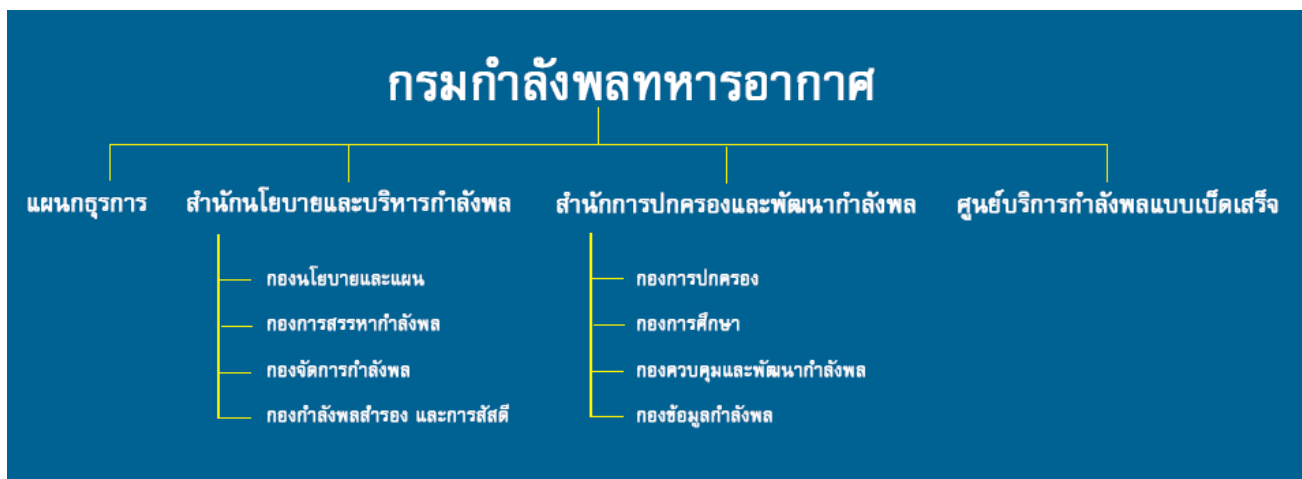 กรมกำลังพลทหารอากาศ
แผนกธุรการ
สำนักนโยบายและบริหารกำลังพล
สำนักการปกครองและพัฒนากำลังพล
ศูนย์บริการกำลังพลแบบเบ็ดเสร็จ
กองนโยบายและแผน
กองการสรรหากำลังพล
กองจัดการกำลังพล
กองกำลังพลสำรอง และการสัสดี
กองการปกครอง
กองการศึกษา
กองควบคุมและพัฒนากำลังพล
กองข้อมูลกำลังพล